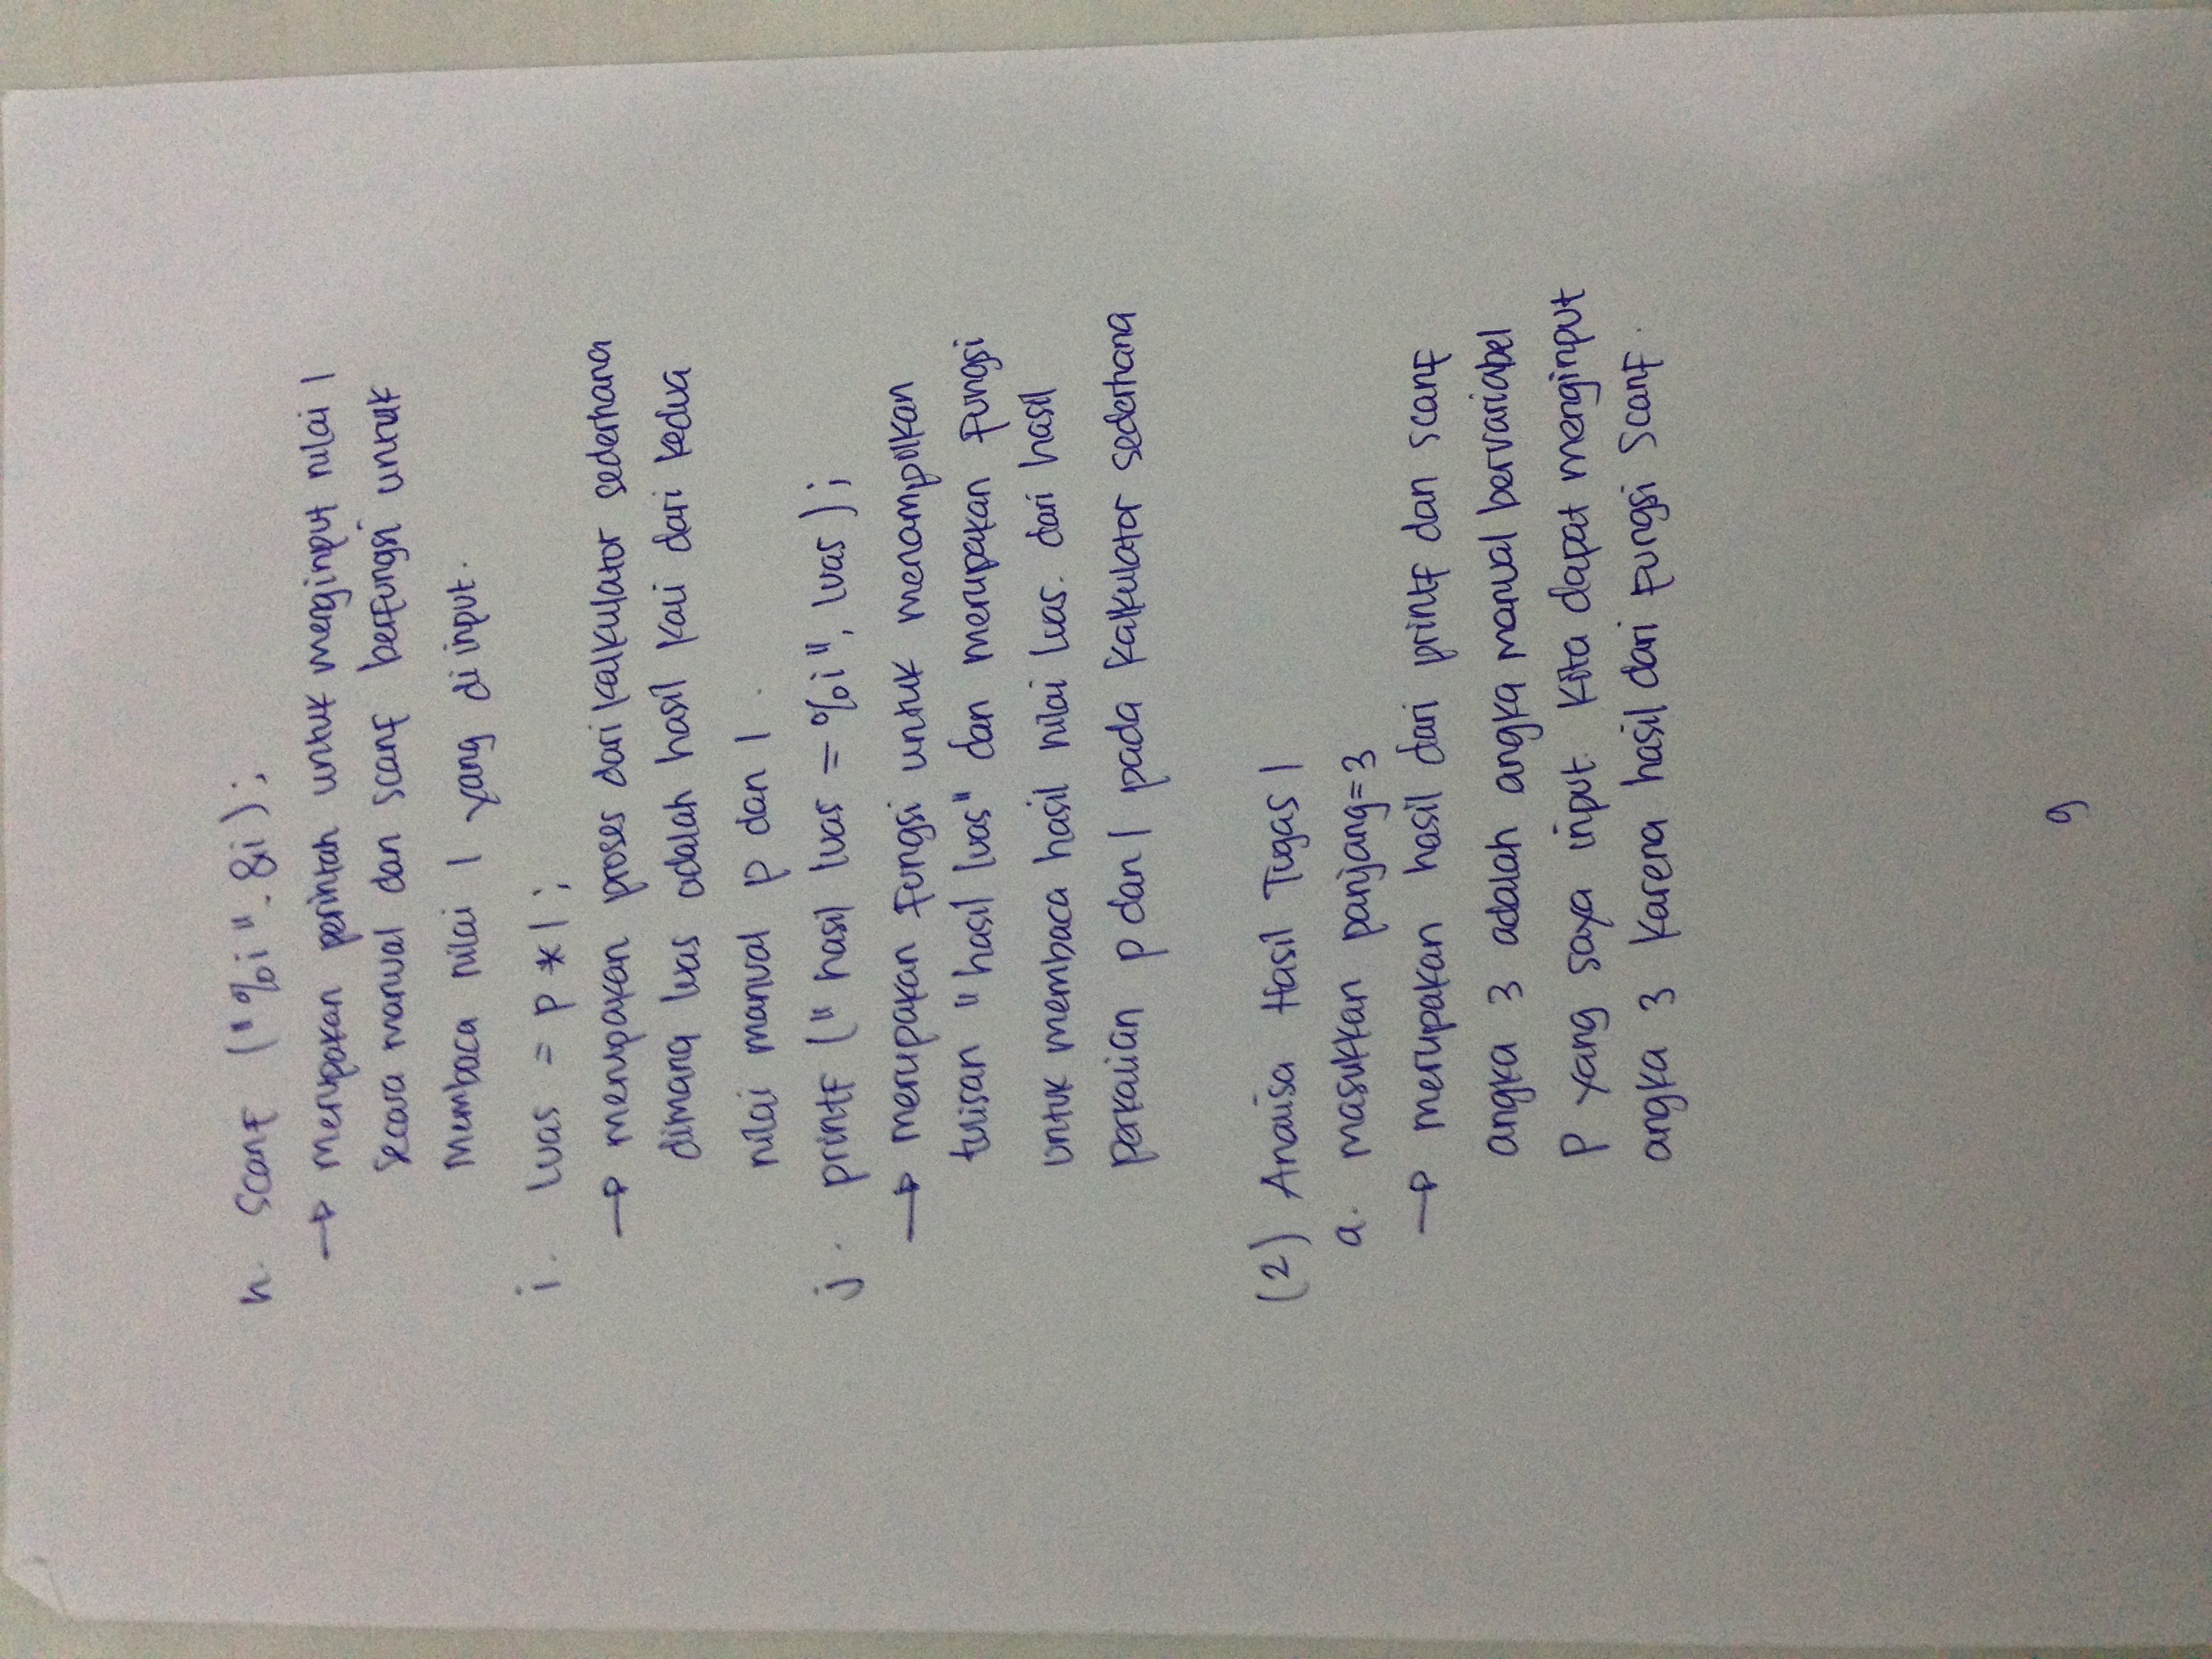 h. scanf ("%i". &i);
→ merupakan perintah untuk menginput nilai l
secara manual dan scanf berfungsi untuk
membaca nilai l yang di input.
i. luas = p * l ;
→ merupakan proses dari kalkulator sederhana
dimana luas adalah hasil kali dari kedua
nilai manual p dan l.
j. printf (" hasil luas = %i", luas );
→ merupakan fungsi untuk menampilkan
tulisan "hasil luas" dan merupakan fungsi
untuk membaca hasil nilai luas. dari hasil
perkalian p dan l pada kalkulator sederhana
(2) Analisa Hasil Tugas 1
a. masukkan panjang=3
→ merupakan hasil dari printf dan scanf
angka 3 adalah angka manual bervariabel
P yang saya input. Kita dapat menginput
angka 3 karena hasil dari fungsi scanf.
9